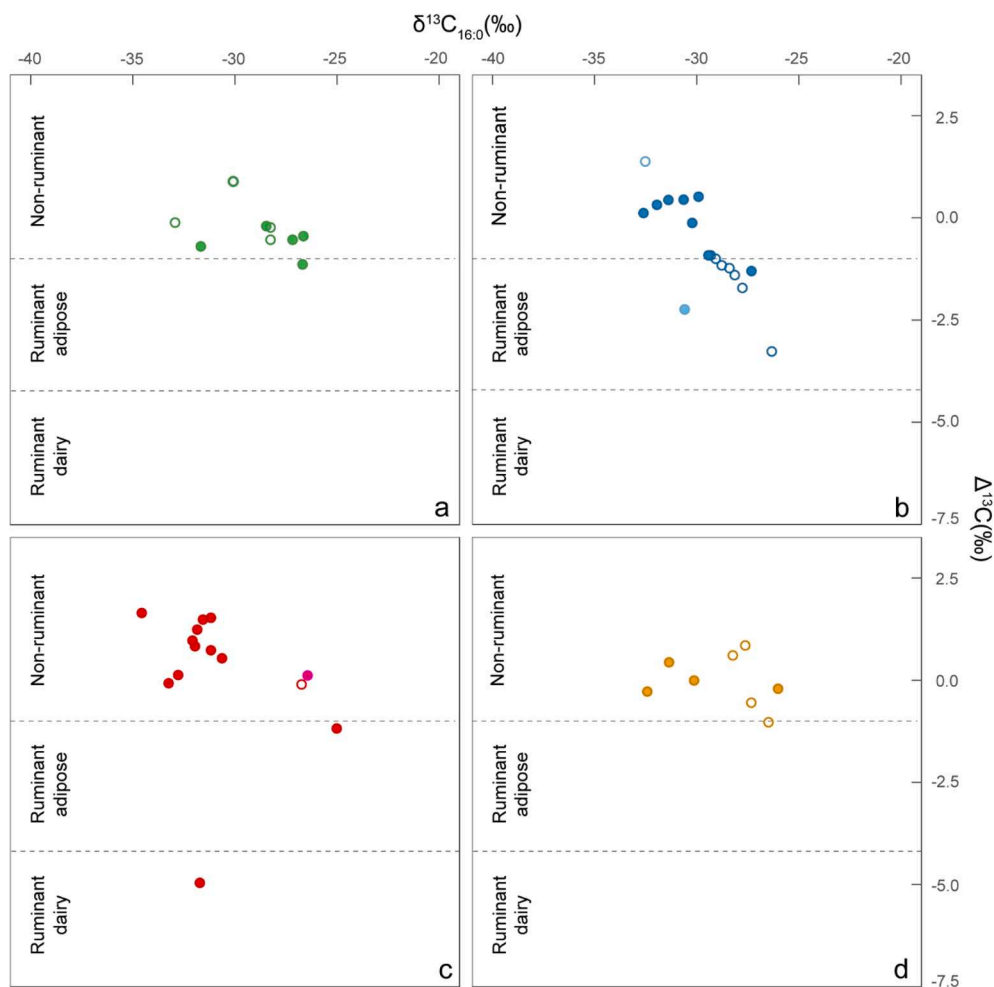 δ¹³C₁₆:₀(‰)
-40 -35 -30 -25 -20 -40 -35 -30 -25 -20
Non-ruminant
Ruminant
adipose
Ruminant
dairy
a
Non-ruminant
Ruminant
adipose
Ruminant
dairy
b
2.5
0.0
-2.5
-5.0
-7.5
Δ¹³C(‰)
Non-ruminant
Ruminant
adipose
Ruminant
dairy
c
Non-ruminant
Ruminant
adipose
Ruminant
dairy
d
2.5
0.0
-2.5
-5.0
-7.5